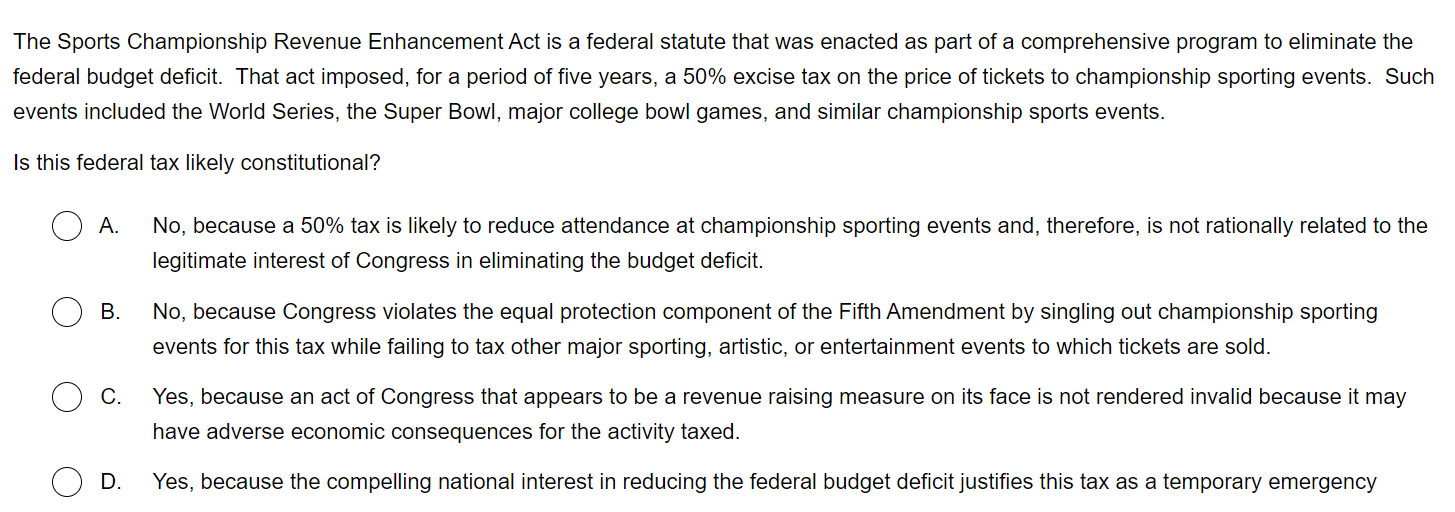 The Sports Championship Revenue Enhancement Act is a federal statute that was enacted as part of a comprehensive program to eliminate the
federal budget deficit.  That act imposed, for a period of five years, a 50% excise tax on the price of tickets to championship sporting events.  Such
events included the World Series, the Super Bowl, major college bowl games, and similar championship sports events.
Is this federal tax likely constitutional?
A. No, because a 50% tax is likely to reduce attendance at championship sporting events and, therefore, is not rationally related to the
legitimate interest of Congress in eliminating the budget deficit.
B. No, because Congress violates the equal protection component of the Fifth Amendment by singling out championship sporting
events for this tax while failing to tax other major sporting, artistic, or entertainment events to which tickets are sold.
C. Yes, because an act of Congress that appears to be a revenue raising measure on its face is not rendered invalid because it may
have adverse economic consequences for the activity taxed.
D. Yes, because the compelling national interest in reducing the federal budget deficit justifies this tax as a temporary emergency